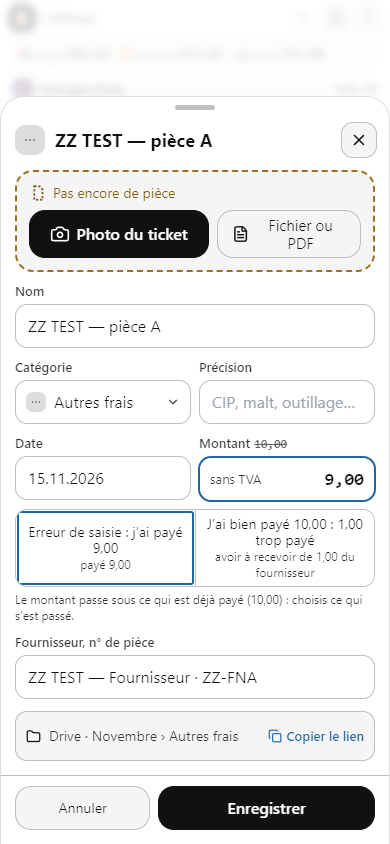 ZZ TEST — pièce A
Pas encore de pièce
Photo du ticket
Fichier ou
PDF
Nom
ZZ TEST — pièce A
Catégorie
Précision
Autres frais
CIP, malt, outillage...
Date
Montant 10,00
15.11.2026
sans TVA 9,00
Erreur de saisie : j'ai payé
9,00
payé 9,00
J'ai bien payé 10,00 : 1,00
trop payé
avoir à recevoir de 1,00 du
fournisseur
Le montant passe sous ce qui est déjà payé (10,00) : choisis ce qui
s'est passé.
Fournisseur, n° de pièce
ZZ TEST — Fournisseur · ZZ-FNA
Drive · Novembre › Autres frais
Copier le lien
Annuler
Enregistrer